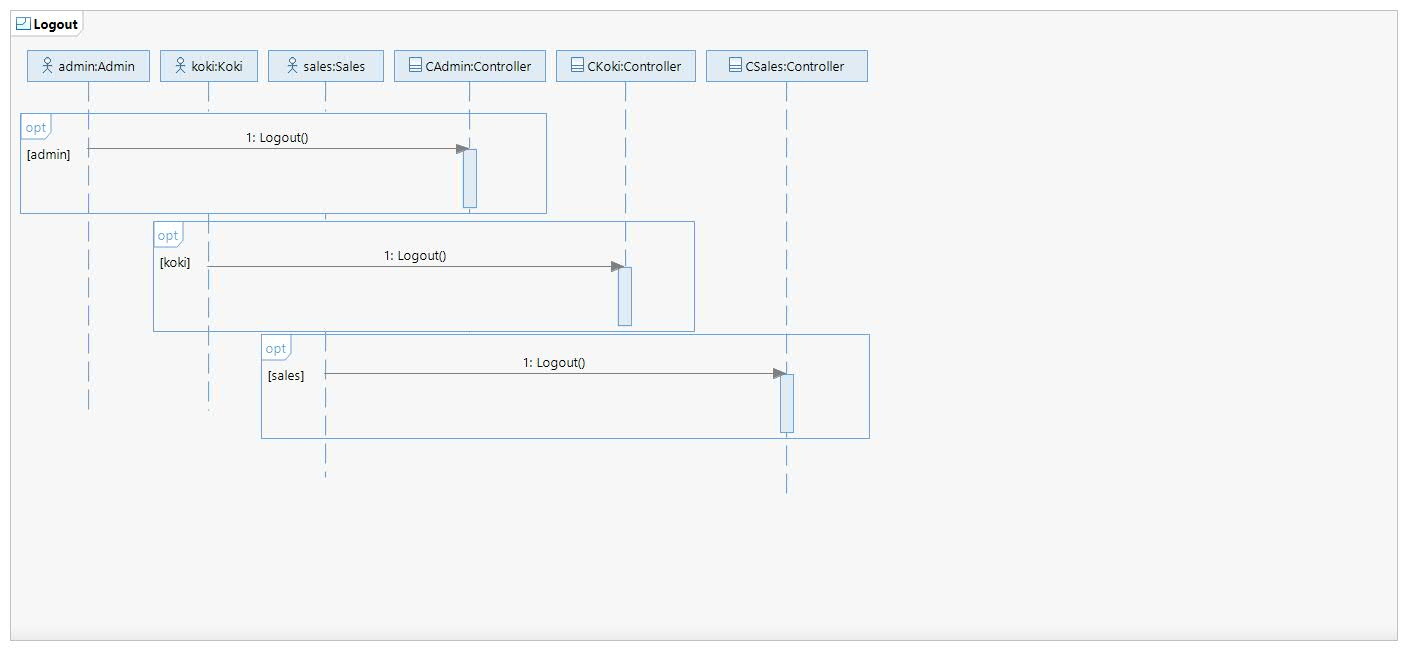 Logout
admin:Admin
koki:Koki
sales:Sales
CAdmin:Controller
CKoki:Controller
CSales:Controller
opt
1: Logout()
[admin]
opt
1: Logout()
[koki]
opt
1: Logout()
[sales]